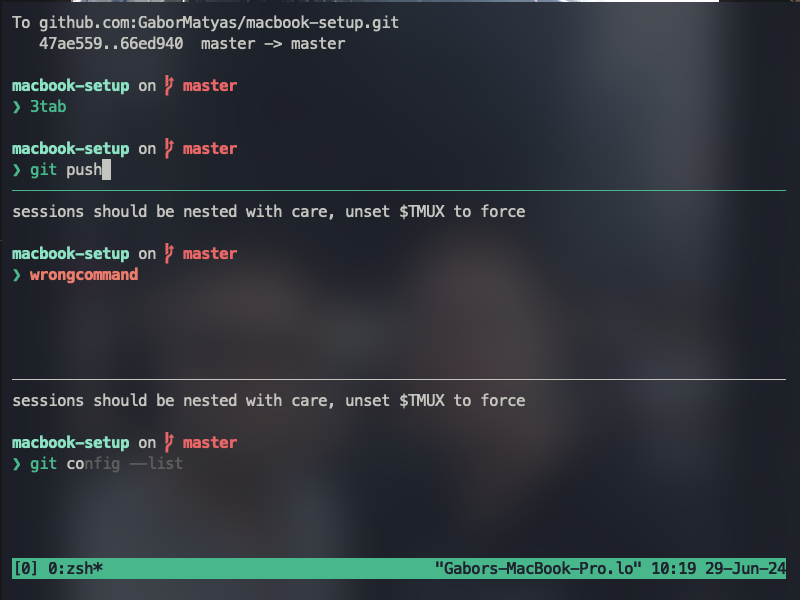 To github.com:GaborMatyas/macbook-setup.git
47ae559..66ed940  master -> master
macbook-setup on master
❯ 3tab
macbook-setup on master
❯ git push
sessions should be nested with care, unset $TMUX to force
macbook-setup on master
❯ wrongcommand
sessions should be nested with care, unset $TMUX to force
macbook-setup on master
❯ git config --list
[0] 0:zsh* "Gabors-MacBook-Pro.lo" 10:19 29-Jun-24